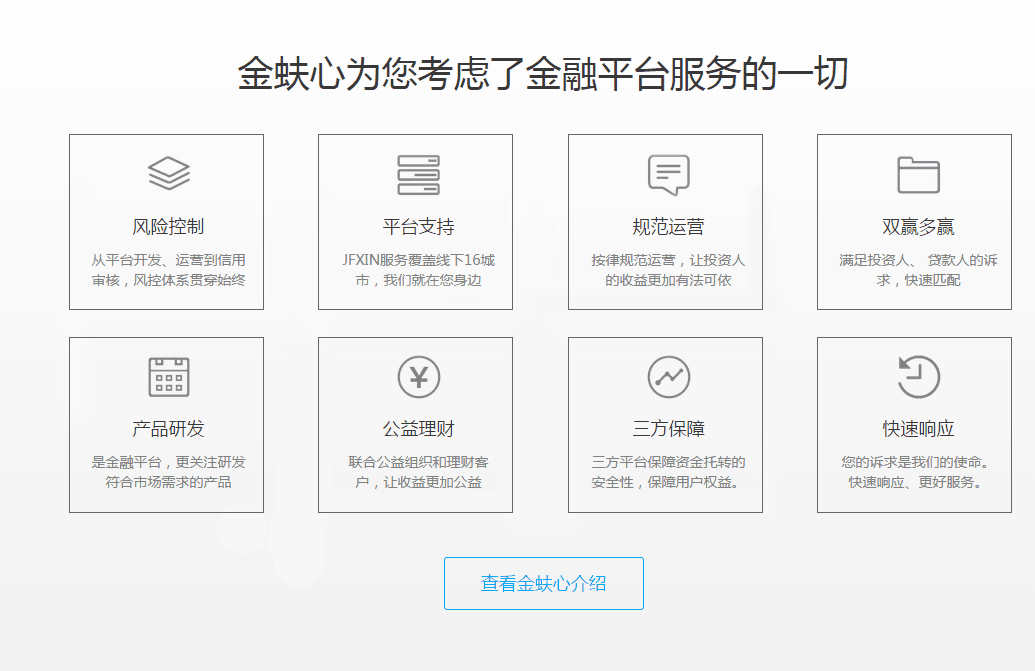 金蚨心为您考虑了金融平台服务的一切
风险控制
从平台开发、运营到信用
审核，风控体系贯穿始终
平台支持
JFXIN服务覆盖线下16城
市，我们就在您身边
规范运营
按律规范运营，让投资人
的收益更加有法可依
双赢多赢
满足投资人、 贷款人的诉
求，快速匹配
产品研发
是金融平台，更关注研发
符合市场需求的产品
¥
公益理财
联合公益组织和理财客
户，让收益更加公益
三方保障
三方平台保障资金托转的
安全性，保障用户权益。
快速响应
您的诉求是我们的使命。
快速响应、更好服务。
查看金蚨心介绍